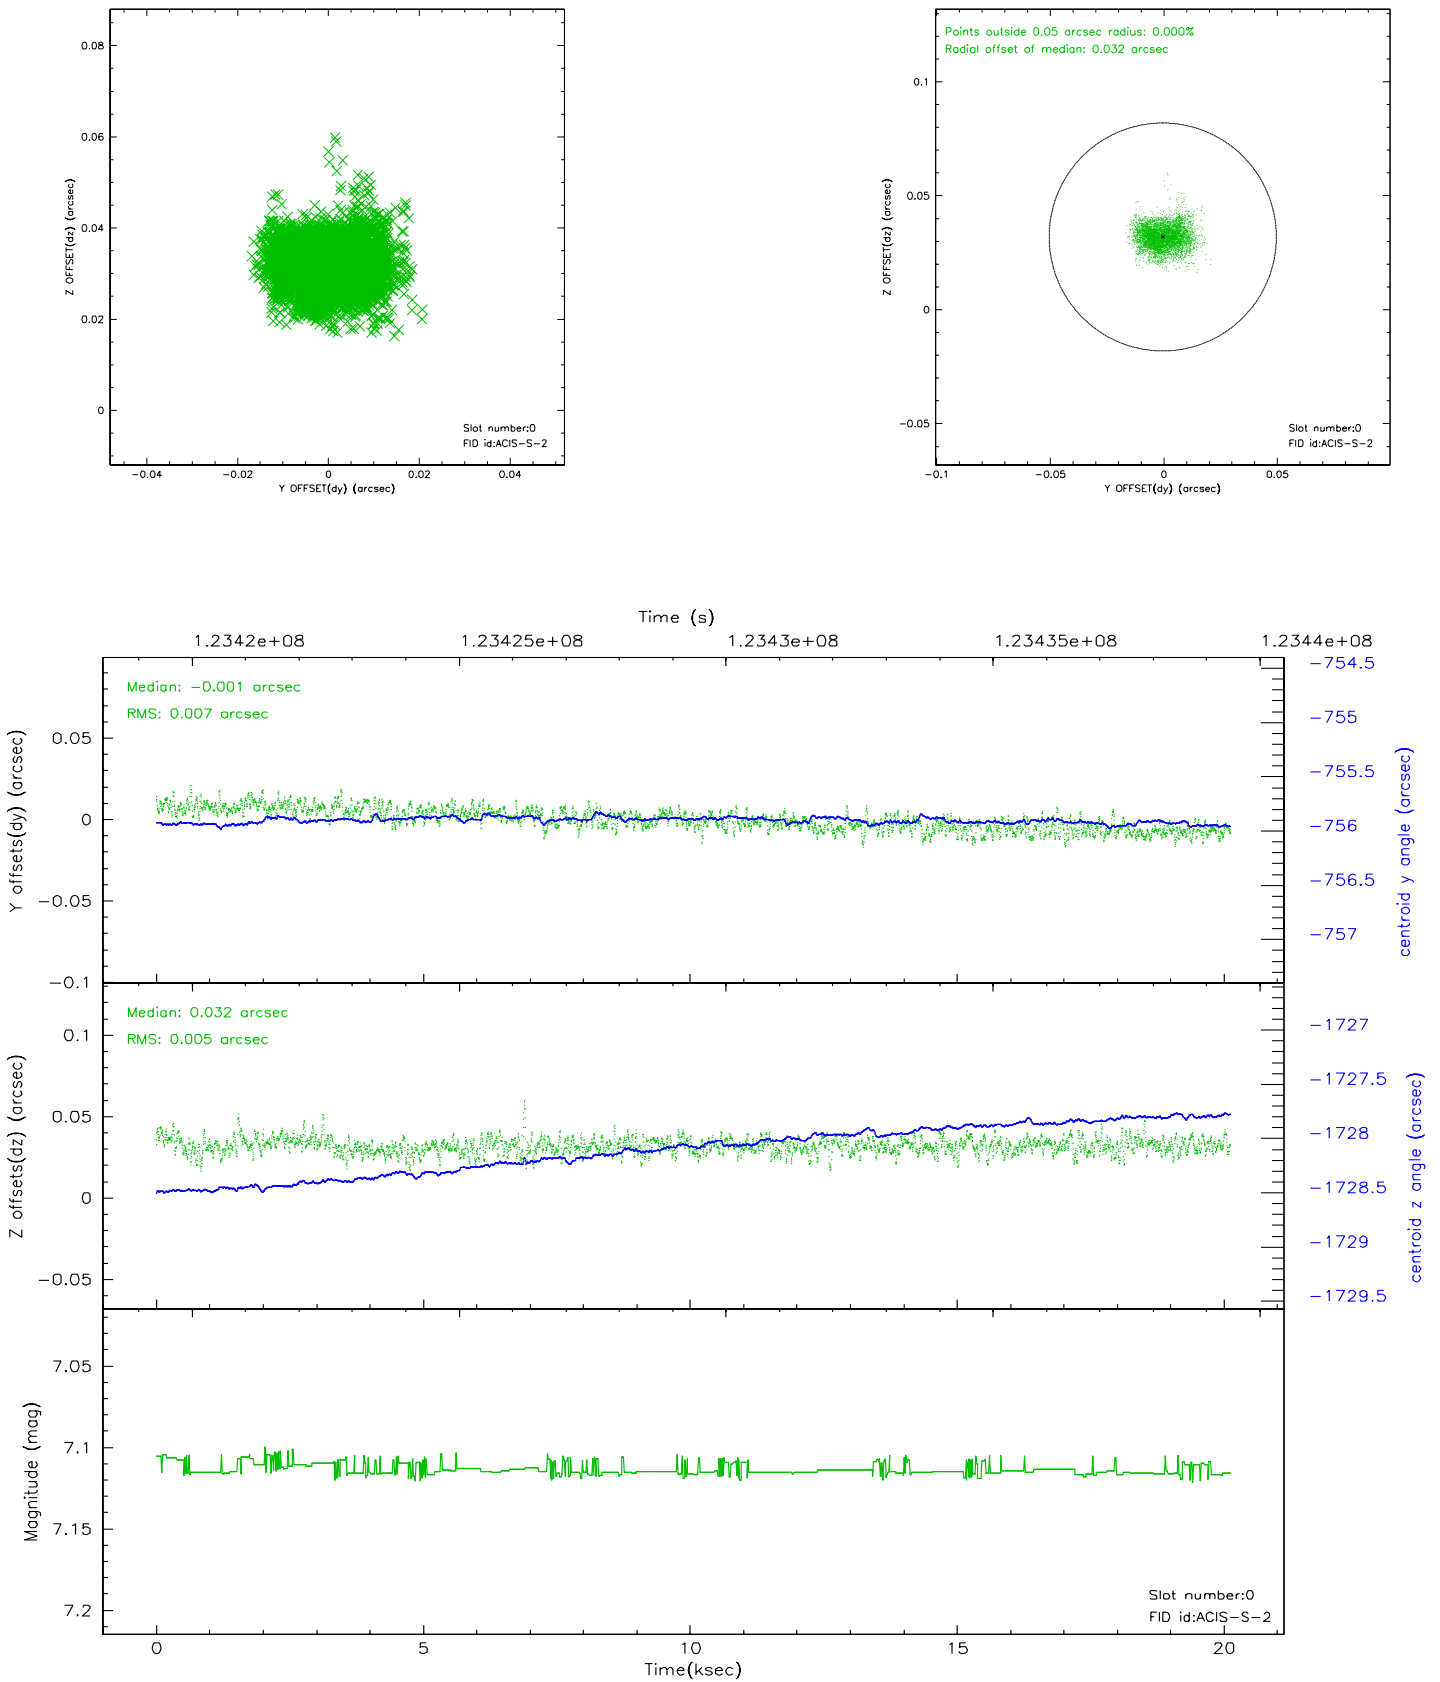 0.08
0.06
0.04
0.02
0
Z OFFSET(dz) (arcsec)
Slot number:0
FID id:ACIS-S-2
-0.04 -0.02 0 0.02 0.04
Y OFFSET(dy) (arcsec)
Points outside 0.05 arcsec radius: 0.000%
Radial offset of median: 0.032 arcsec
0.1
0.05
0
-0.05
Z OFFSET(dz) (arcsec)
Slot number:0
FID id:ACIS-S-2
-0.1 -0.05 0 0.05
Y OFFSET(dy) (arcsec)
Time (s)
1.2342e+08 1.23425e+08 1.2343e+08 1.23435e+08 1.2344e+08
Median: -0.001 arcsec
RMS: 0.007 arcsec
0.05
0
-0.05
-0.1
Y offsets(dy) (arcsec)
-754.5
-755
-755.5
-756
-756.5
-757
centroid y angle (arcsec)
Median: 0.032 arcsec
RMS: 0.005 arcsec
0.1
0.05
0
-0.05
Z offsets(dz) (arcsec)
-1727
-1727.5
-1728
-1728.5
-1729
-1729.5
centroid z angle (arcsec)
7.05
7.1
7.15
7.2
Magnitude (mag)
Slot number:0
FID id:ACIS-S-2
0 5 10 15 20
Time(ksec)